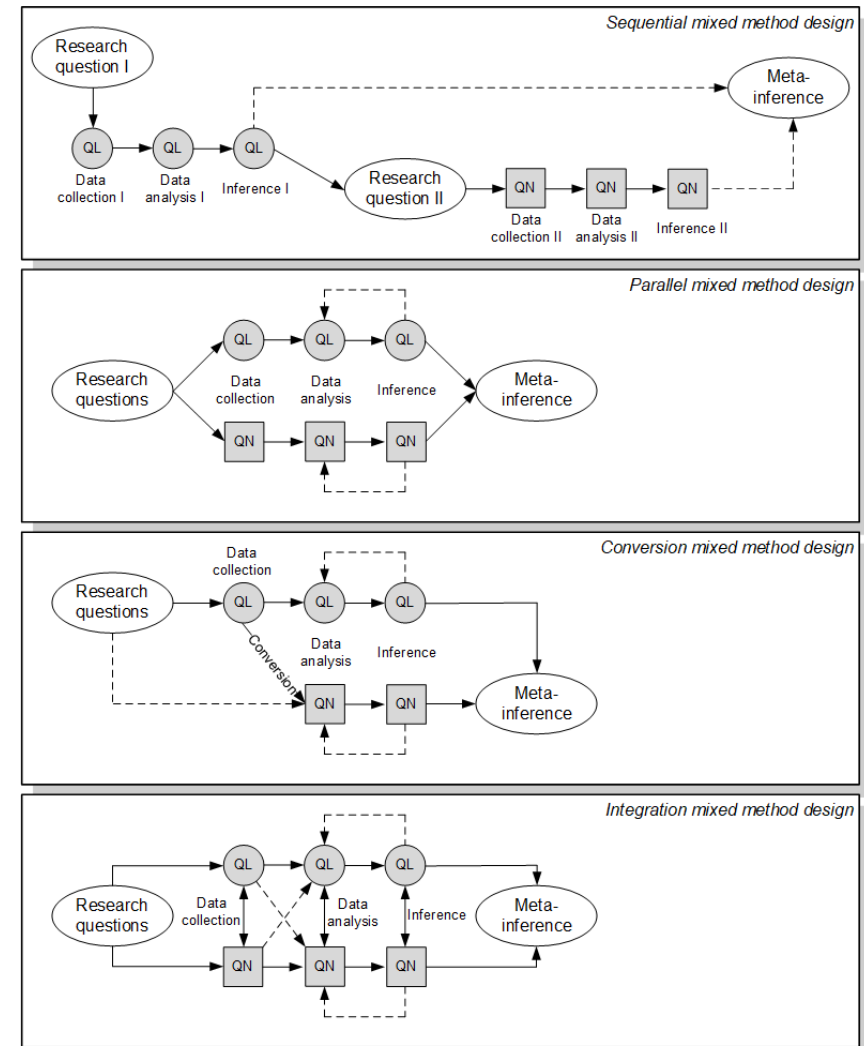 Sequential mixed method design
Research
question I
Meta-
inference
QL
QL
QL
Data
collection I
Data
analysis I
Inference I
Research
question II
QN
QN
QN
Data
collection II
Data
analysis II
Inference II
Parallel mixed method design
QL
QL
QL
Research
questions
Data
collection
Data
analysis
Inference
Meta-
inference
QN
QN
QN
Conversion mixed method design
Data
collection
Research
questions
QL
QL
QL
Conversion
Data
analysis
Inference
QN
QN
Meta-
inference
Integration mixed method design
QL
QL
QL
Research
questions
Data
collection
Data
analysis
Inference
Meta-
inference
QN
QN
QN